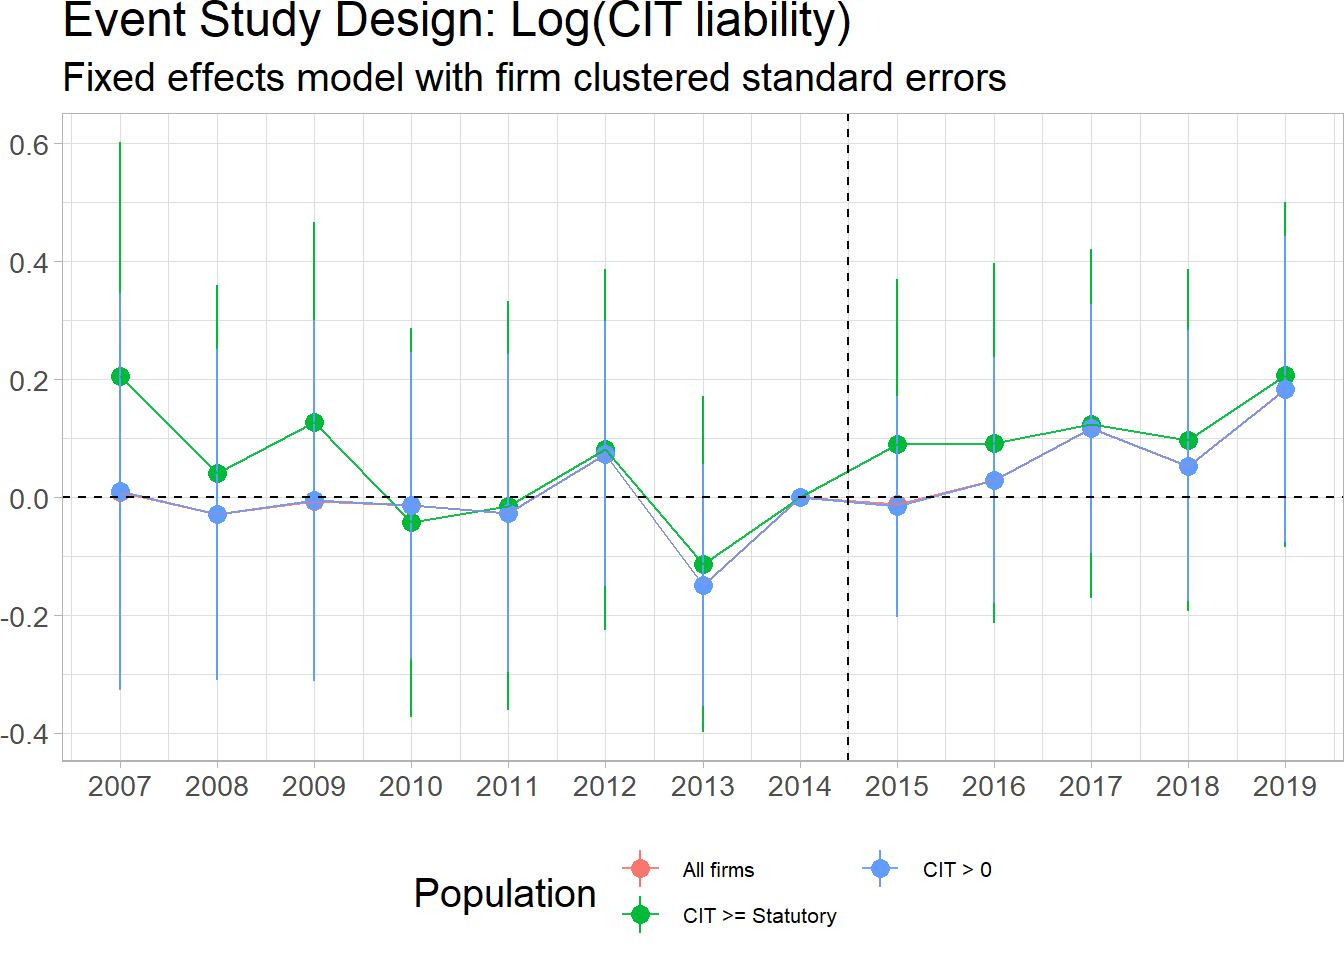 Event Study Design: Log(CIT liability)
Fixed effects model with firm clustered standard errors
0.6
0.4
0.2
0.0
-0.2
-0.4
2007 2008 2009 2010 2011 2012 2013 2014 2015 2016 2017 2018 2019
Population
All firms
CIT >= Statutory
CIT > 0